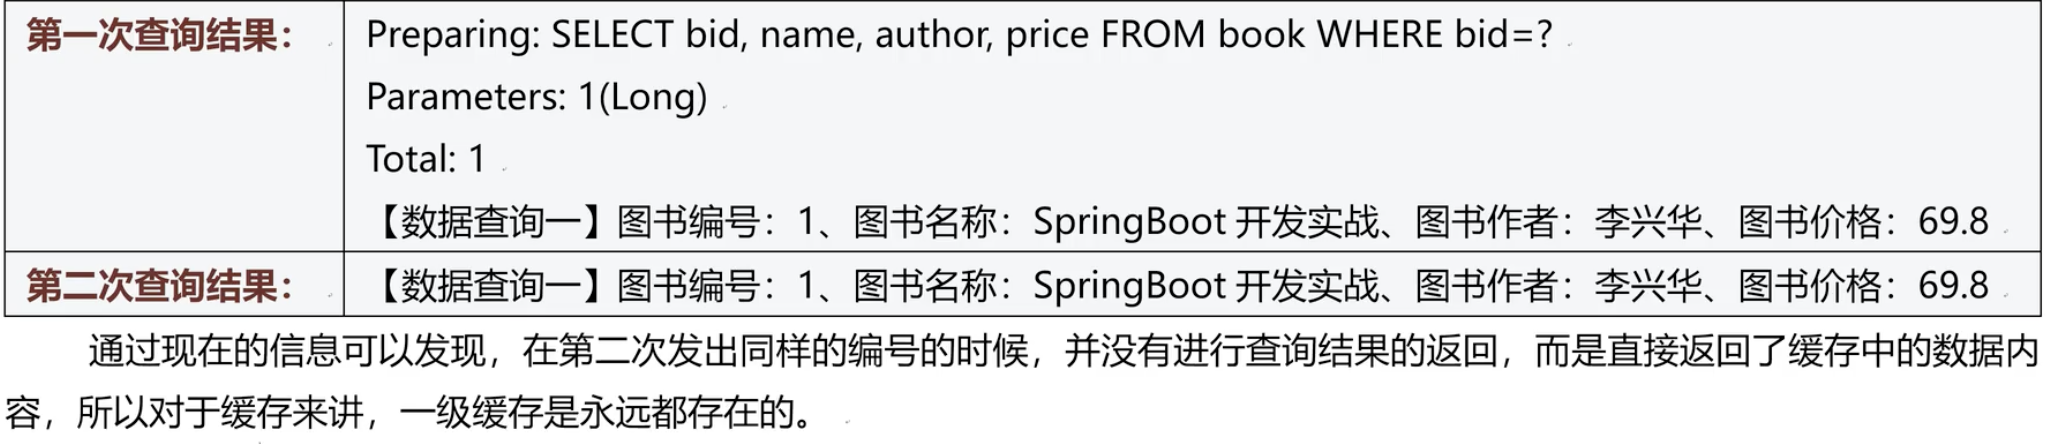 第一次查询结果：
Preparing: SELECT bid, name, author, price FROM book WHERE bid=?
Parameters: 1(Long)
Total: 1
【数据查询一】图书编号：1、图书名称：SpringBoot 开发实战、图书作者：李兴华、图书价格：69.8
第二次查询结果：
【数据查询一】图书编号：1、图书名称：SpringBoot 开发实战、图书作者：李兴华、图书价格：69.8
通过现在的信息可以发现，在第二次发出同样的编号的时候，并没有进行查询结果的返回，而是直接返回了缓存中的数据内
容，所以对于缓存来讲，一级缓存是永远都存在的。